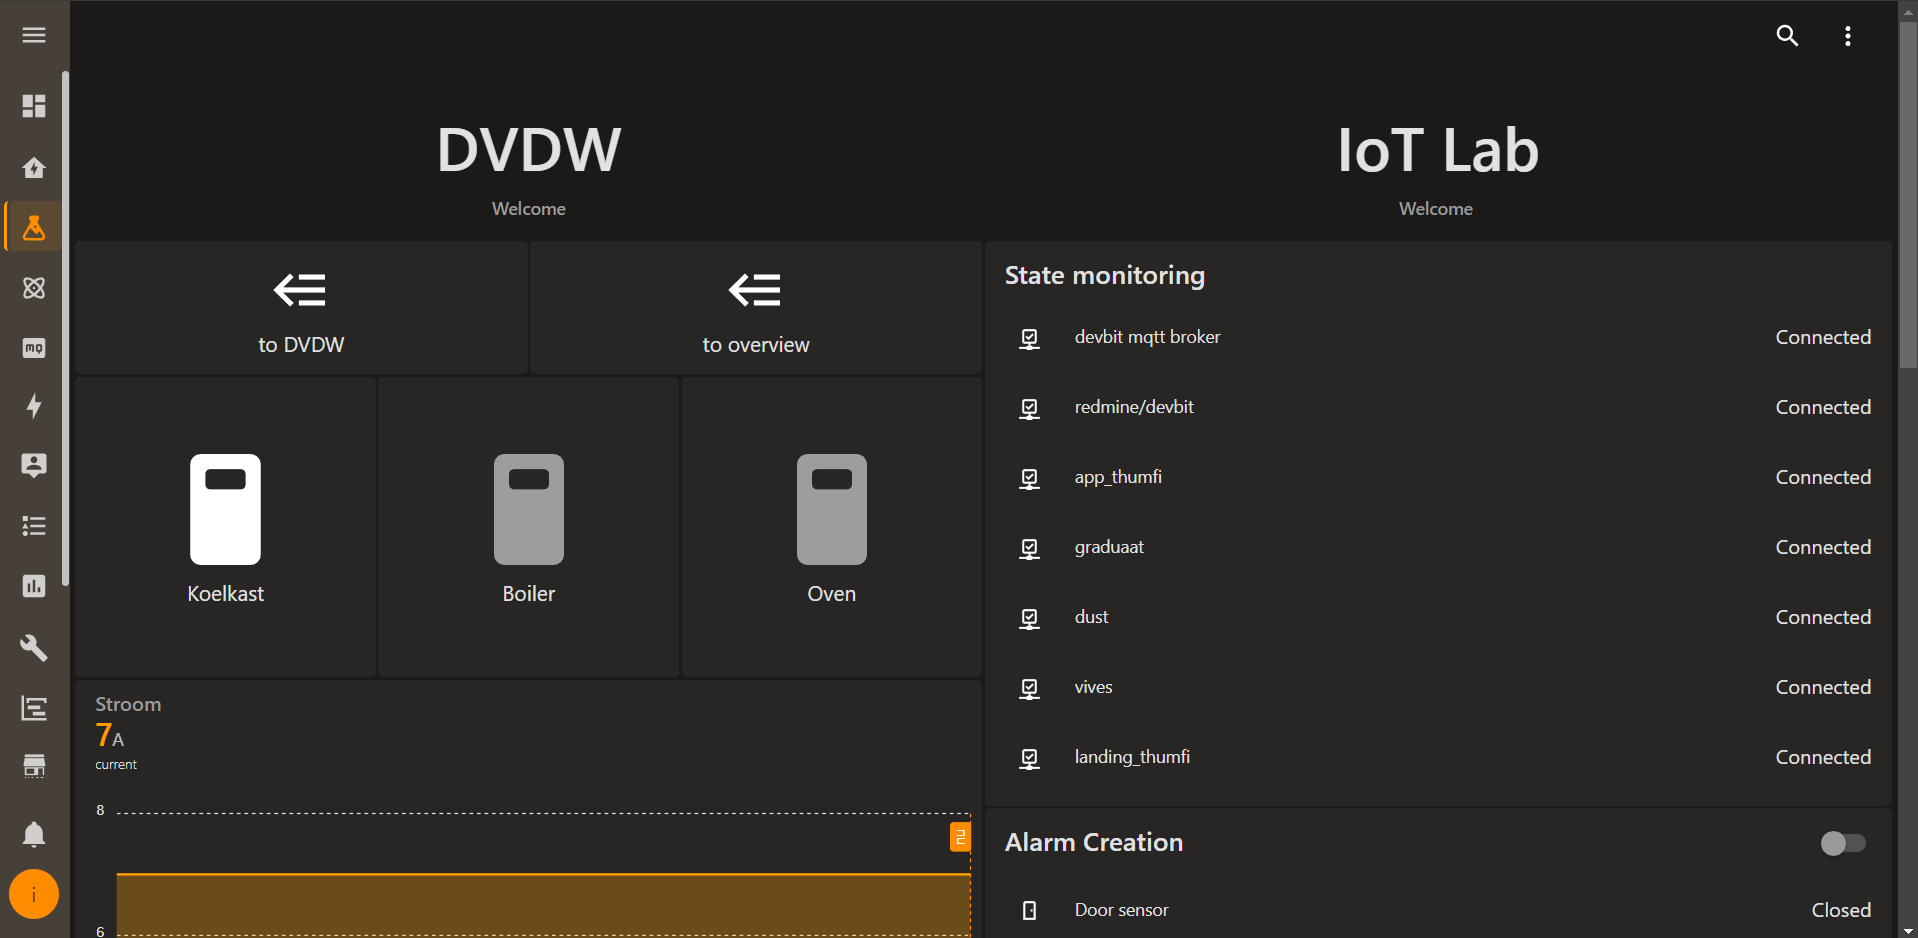 DVDW
Welcome
IoT Lab
Welcome
to DVDW
to overview
Koelkast
Boiler
Oven
Stroom
7A
current
8
nu
6
State monitoring
devbit mqtt broker Connected
redmine/devbit Connected
app_thumfi Connected
graduaat Connected
dust Connected
vives Connected
landing_thumfi Connected
Alarm Creation
Door sensor Closed
MQ
i